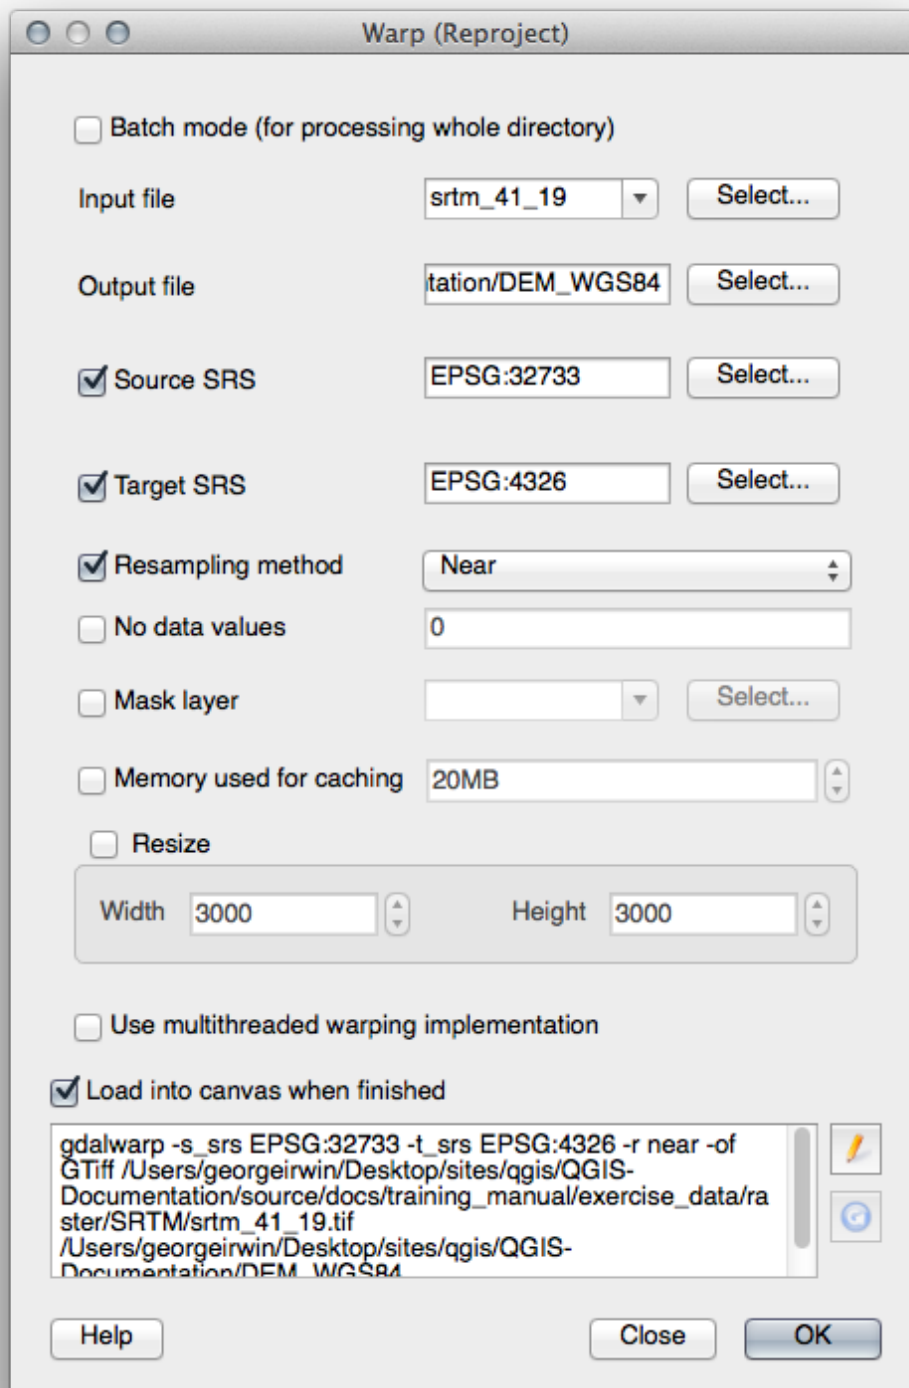 Warp (Reproject)
Batch mode (for processing whole directory)
Input file srtm_41_19 Select...
Output file tation/DEM_WGS84 Select...
Source SRS EPSG:32733 Select...
Target SRS EPSG:4326 Select...
Resampling method Near
No data values 0
Mask layer Select...
Memory used for caching 20MB
Resize
Width 3000 Height 3000
Use multithreaded warping implementation
Load into canvas when finished
gdalwarp -s_srs EPSG:32733 -t_srs EPSG:4326 -r near -of
GTiff /Users/georgeirwin/Desktop/sites/qgis/QGIS-
Documentation/source/docs/training_manual/exercise_data/ra
ster/SRTM/srtm_41_19.tif
/Users/georgeirwin/Desktop/sites/qgis/QGIS-
Documentation/DEM_WGS84
Help Close OK